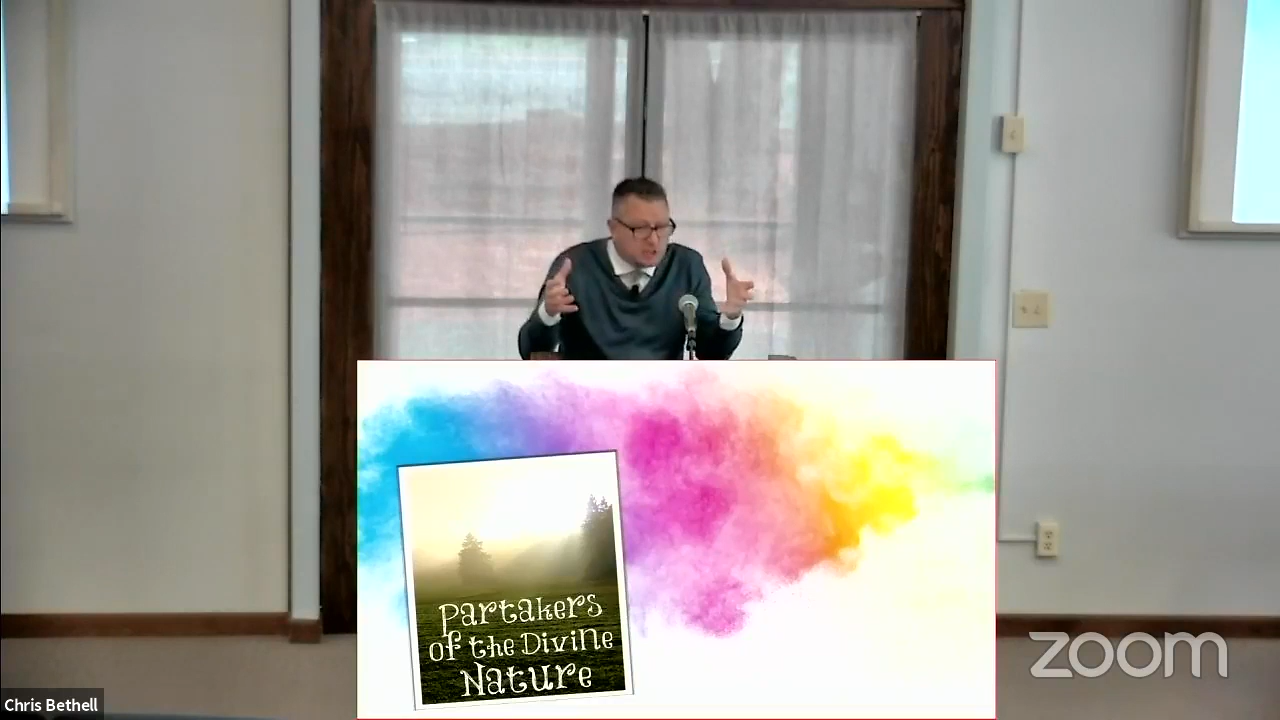 Partakers
of the Divine
Nature
zoom
Chris Bethell